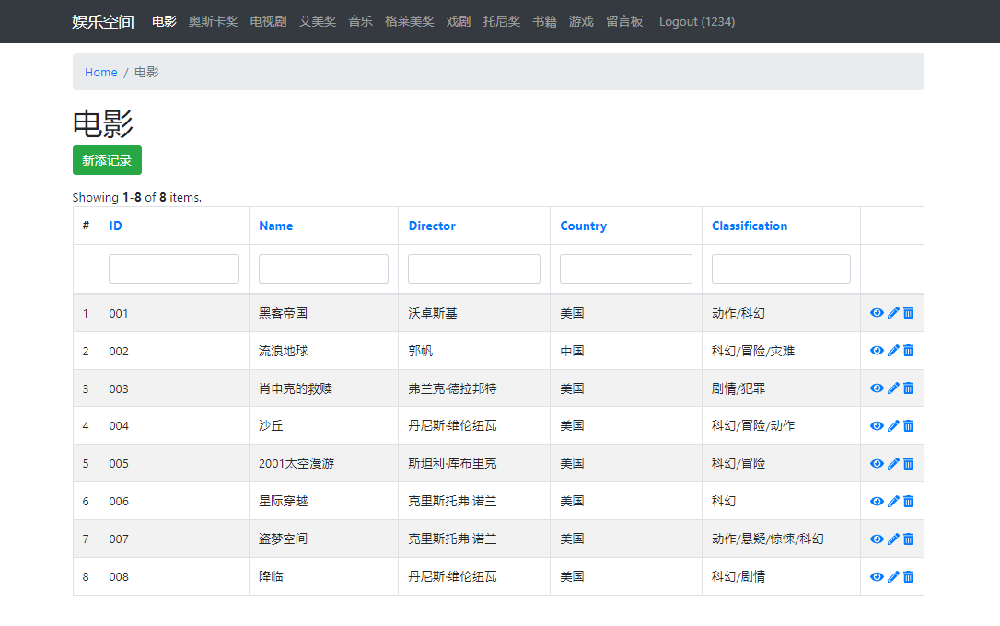 娱乐空间 电影 奥斯卡奖 电视剧 艾美奖 音乐 格莱美奖 戏剧 托尼奖 书籍 游戏 留言板 Logout (1234)
Home / 电影
电影
新添记录
Showing 1-8 of 8 items.
# ID Name Director Country Classification
1 001 黑客帝国 沃卓斯基 美国 动作/科幻
2 002 流浪地球 郭帆 中国 科幻/冒险/灾难
3 003 肖申克的救赎 弗兰克·德拉邦特 美国 剧情/犯罪
4 004 沙丘 丹尼斯·维伦纽瓦 美国 科幻/冒险/动作
5 005 2001太空漫游 斯坦利·库布里克 美国 科幻/冒险
6 006 星际穿越 克里斯托弗·诺兰 美国 科幻
7 007 盗梦空间 克里斯托弗·诺兰 美国 动作/悬疑/惊悚/科幻
8 008 降临 丹尼斯·维伦纽瓦 美国 科幻/剧情